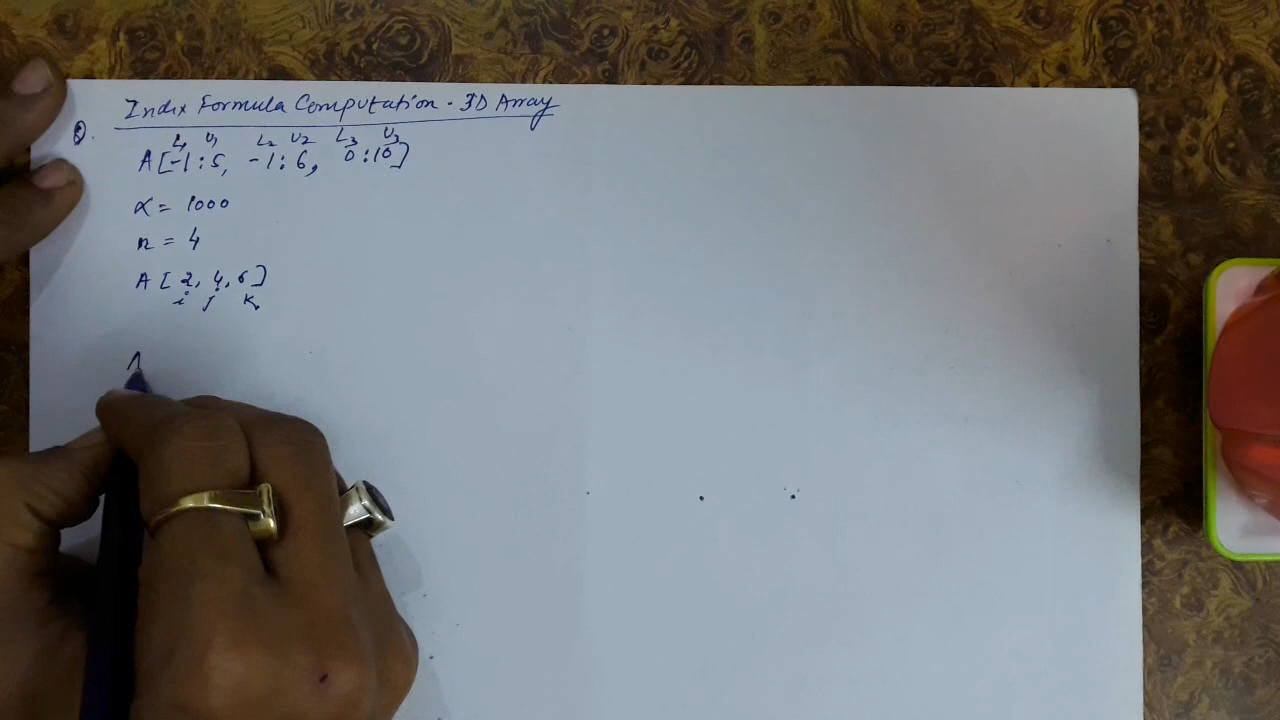 Index Formula Computation - 3D Array
Q.
L1 U1 L2 U2 L3 U3
A[-1:5, -1:6, 0:10]
α = 1000
n = 4
A[2, 4, 6]
i j k